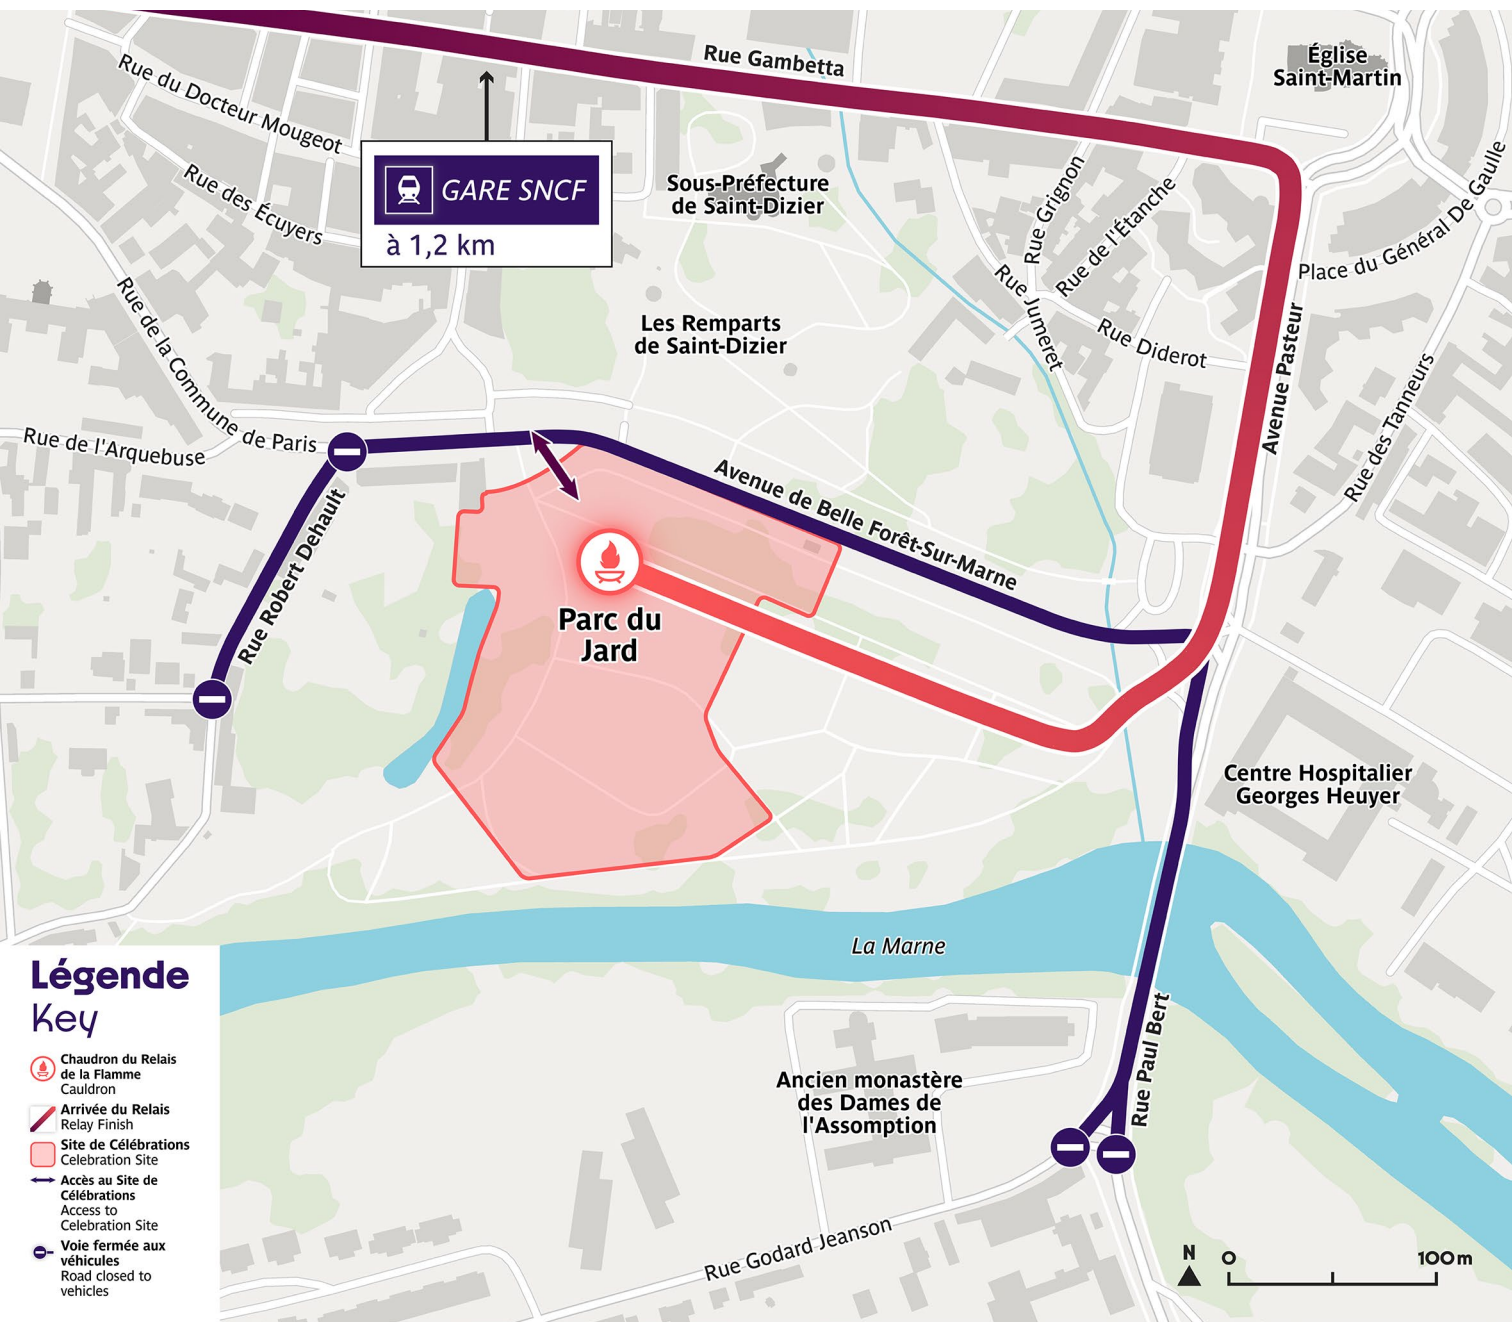 Rue Gambetta
Église
Saint-Martin
Rue du Docteur Mougeot
GARE SNCF
à 1,2 km
Rue des Écuyers
Sous-Préfecture
de Saint-Dizier
Rue Grignon
Rue de l'Étanche
Place du Général De Gaulle
Rue Jumeret
Rue Diderot
Les Remparts
de Saint-Dizier
Avenue Pasteur
Rue des Tanneurs
Rue de la Commune de Paris
Rue de l'Arquebuse
Avenue de Belle Forêt-Sur-Marne
Rue Robert Dehault
Parc du
Jard
Centre Hospitalier
Georges Heuyer
La Marne
Rue Paul Bert
Ancien monastère
des Dames de
l'Assomption
Rue Godard Jeanson
Légende
Key
Chaudron du Relais
de la Flamme
Cauldron
Arrivée du Relais
Relay Finish
Site de Célébrations
Celebration Site
Accès au Site de
Célébrations
Access to
Celebration Site
Voie fermée aux
véhicules
Road closed to
vehicles
N
0
100m